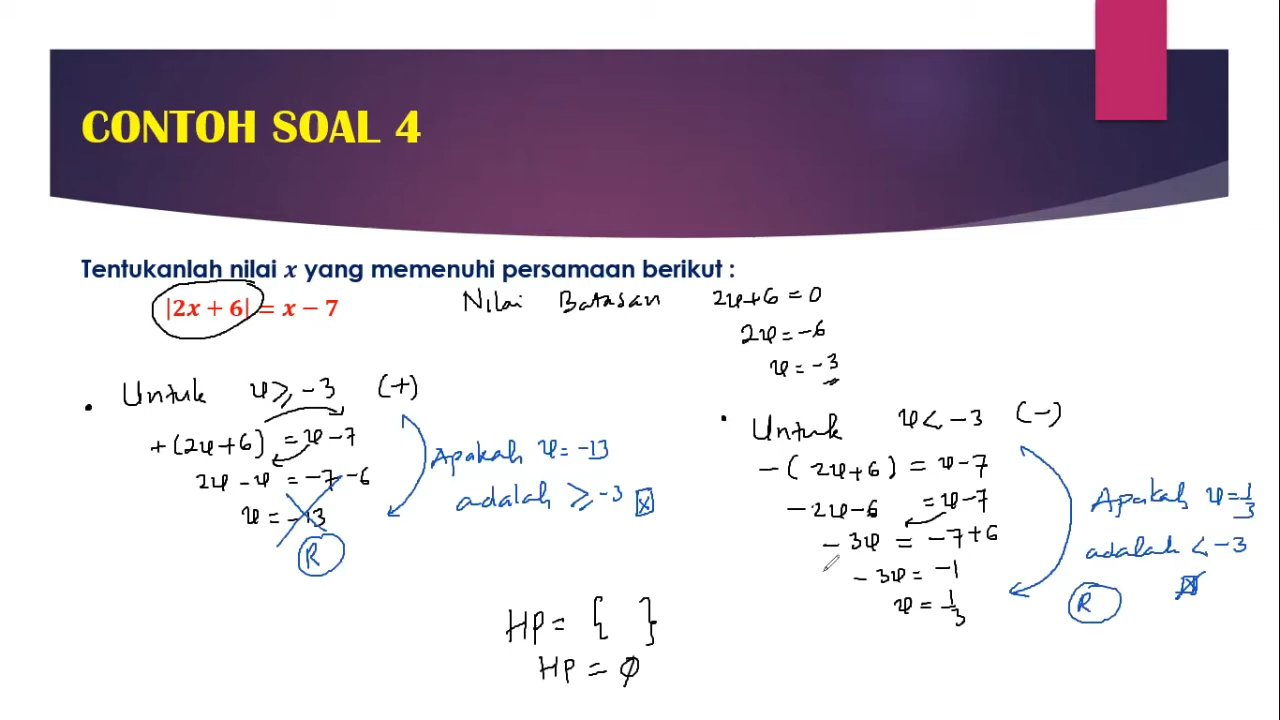 CONTOH SOAL 4
Tentukanlah nilai x yang memenuhi persamaan berikut :
|2x + 6| = x − 7
Nilai Batasan
2x+6 = 0
2x = -6
x = -3
• Untuk x ≥ -3 (+)
+(2x+6) = x-7
2x - x = -7 -6
x = -13
R
Apakah x = -13
adalah ≥ -3 ☒
• Untuk x < -3 (-)
-(2x+6) = x-7
-2x-6 = x-7
-3x = -7+6
-3x = -1
x = 1/3
Apakah x = 1/3
adalah < -3
R ☒
HP = { }
HP = ∅